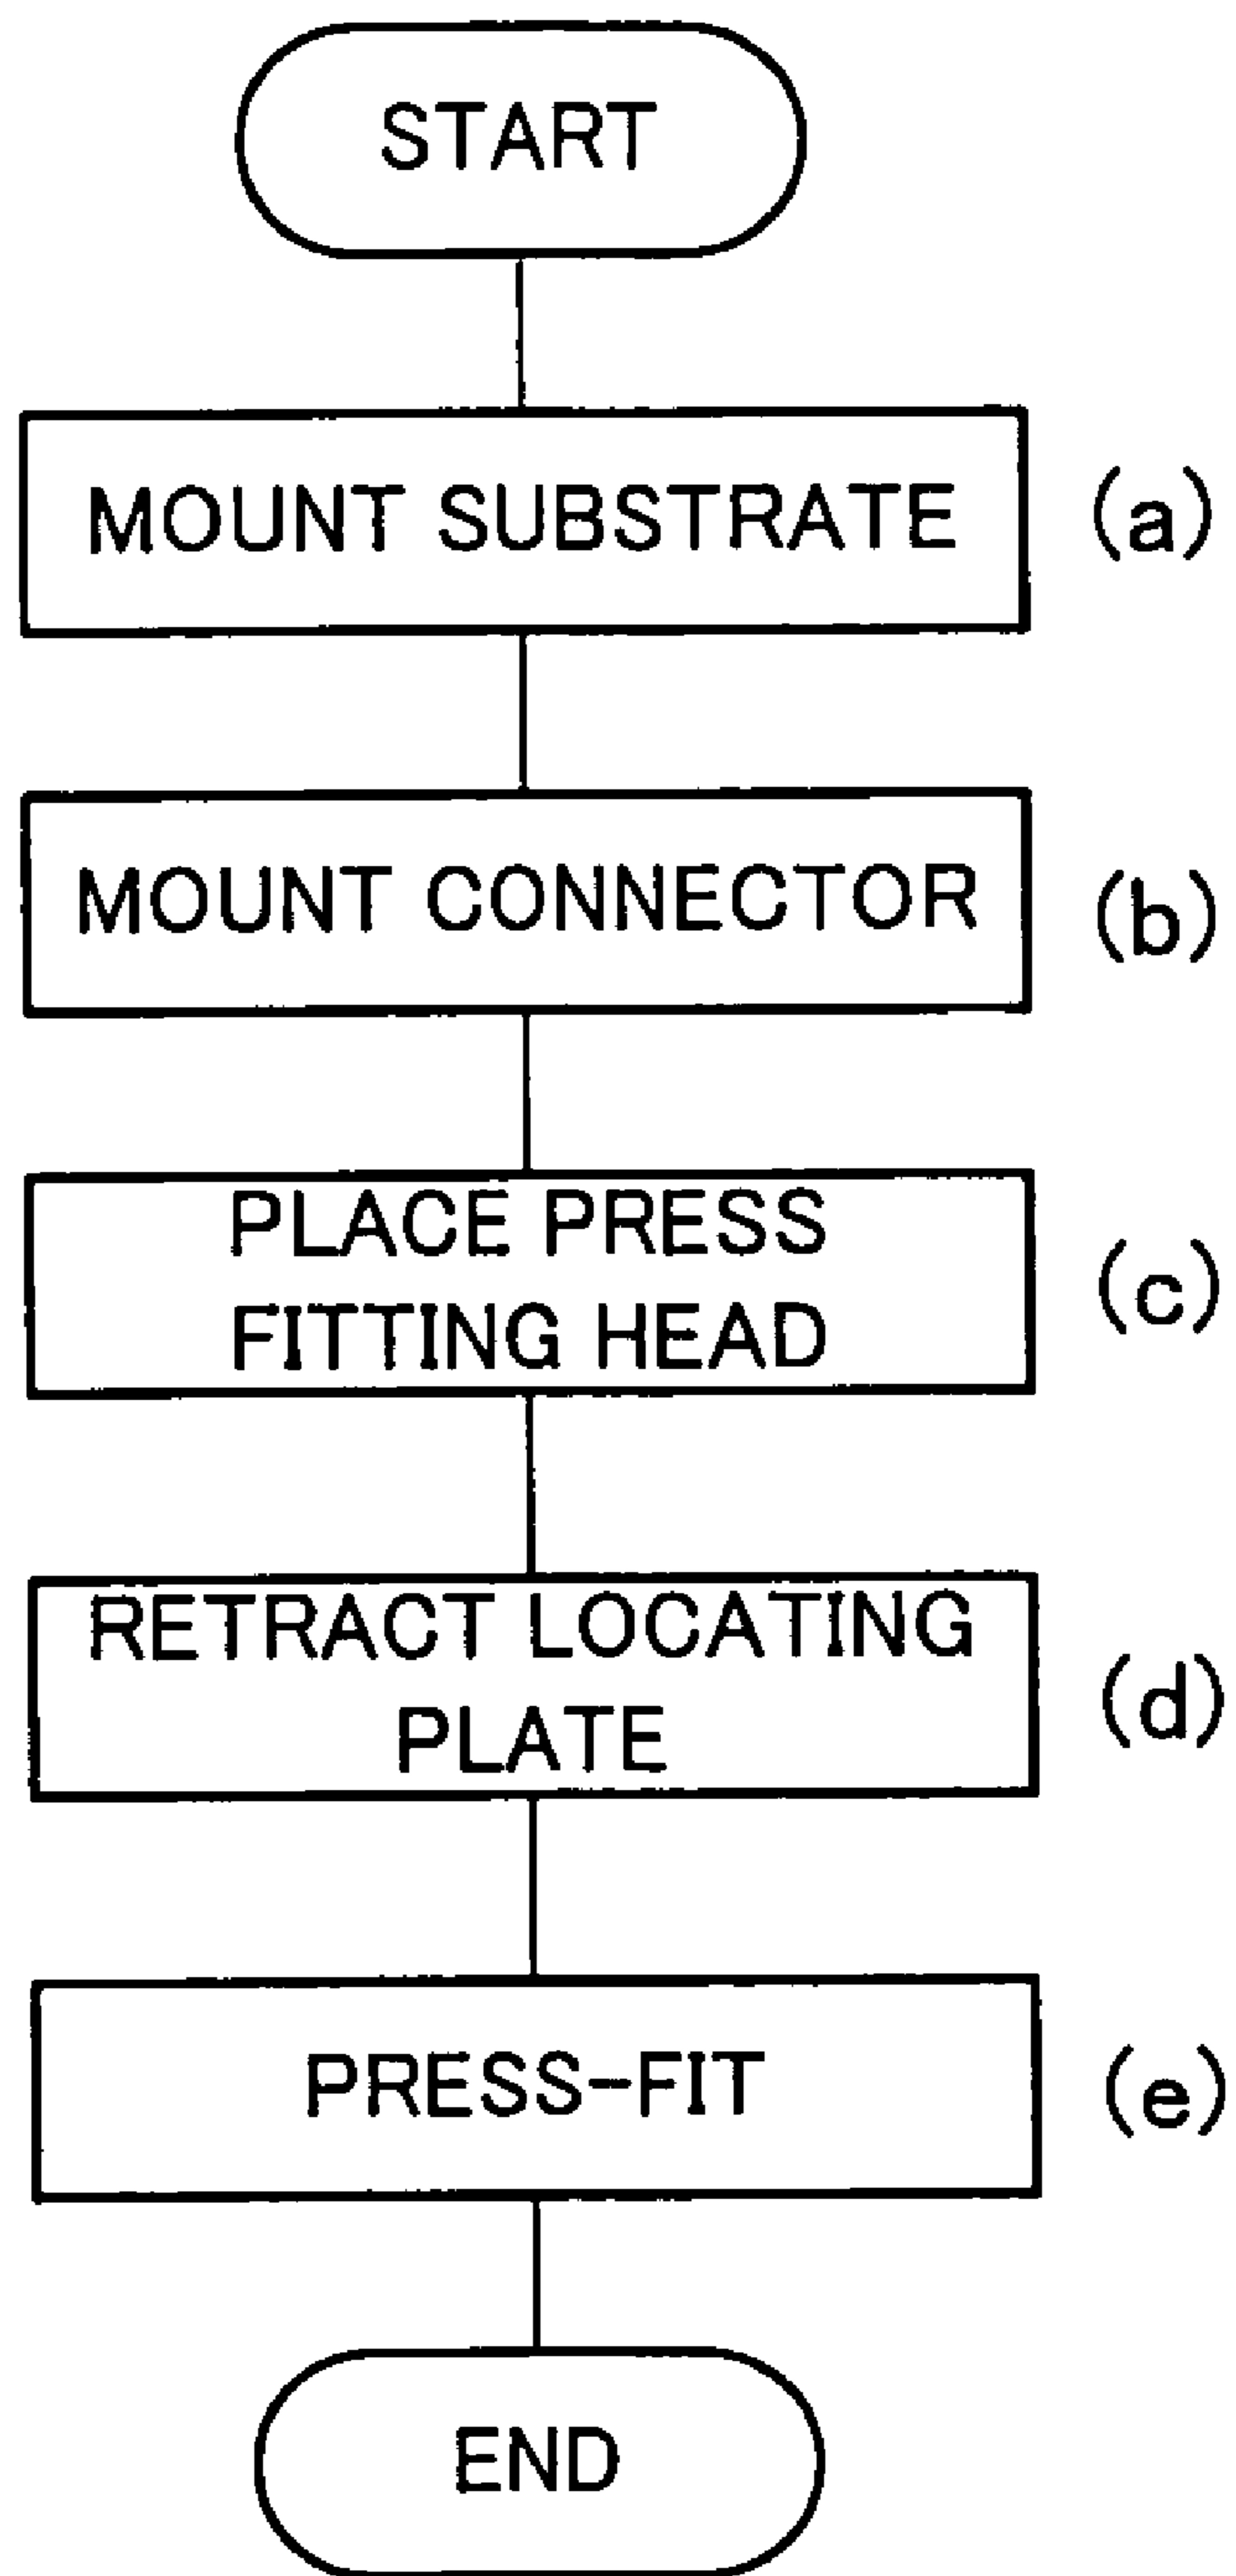 START
MOUNT SUBSTRATE
(a)
MOUNT CONNECTOR
(b)
PLACE PRESS
FITTING HEAD
(c)
RETRACT LOCATING
PLATE
(d)
PRESS-FIT
(e)
END